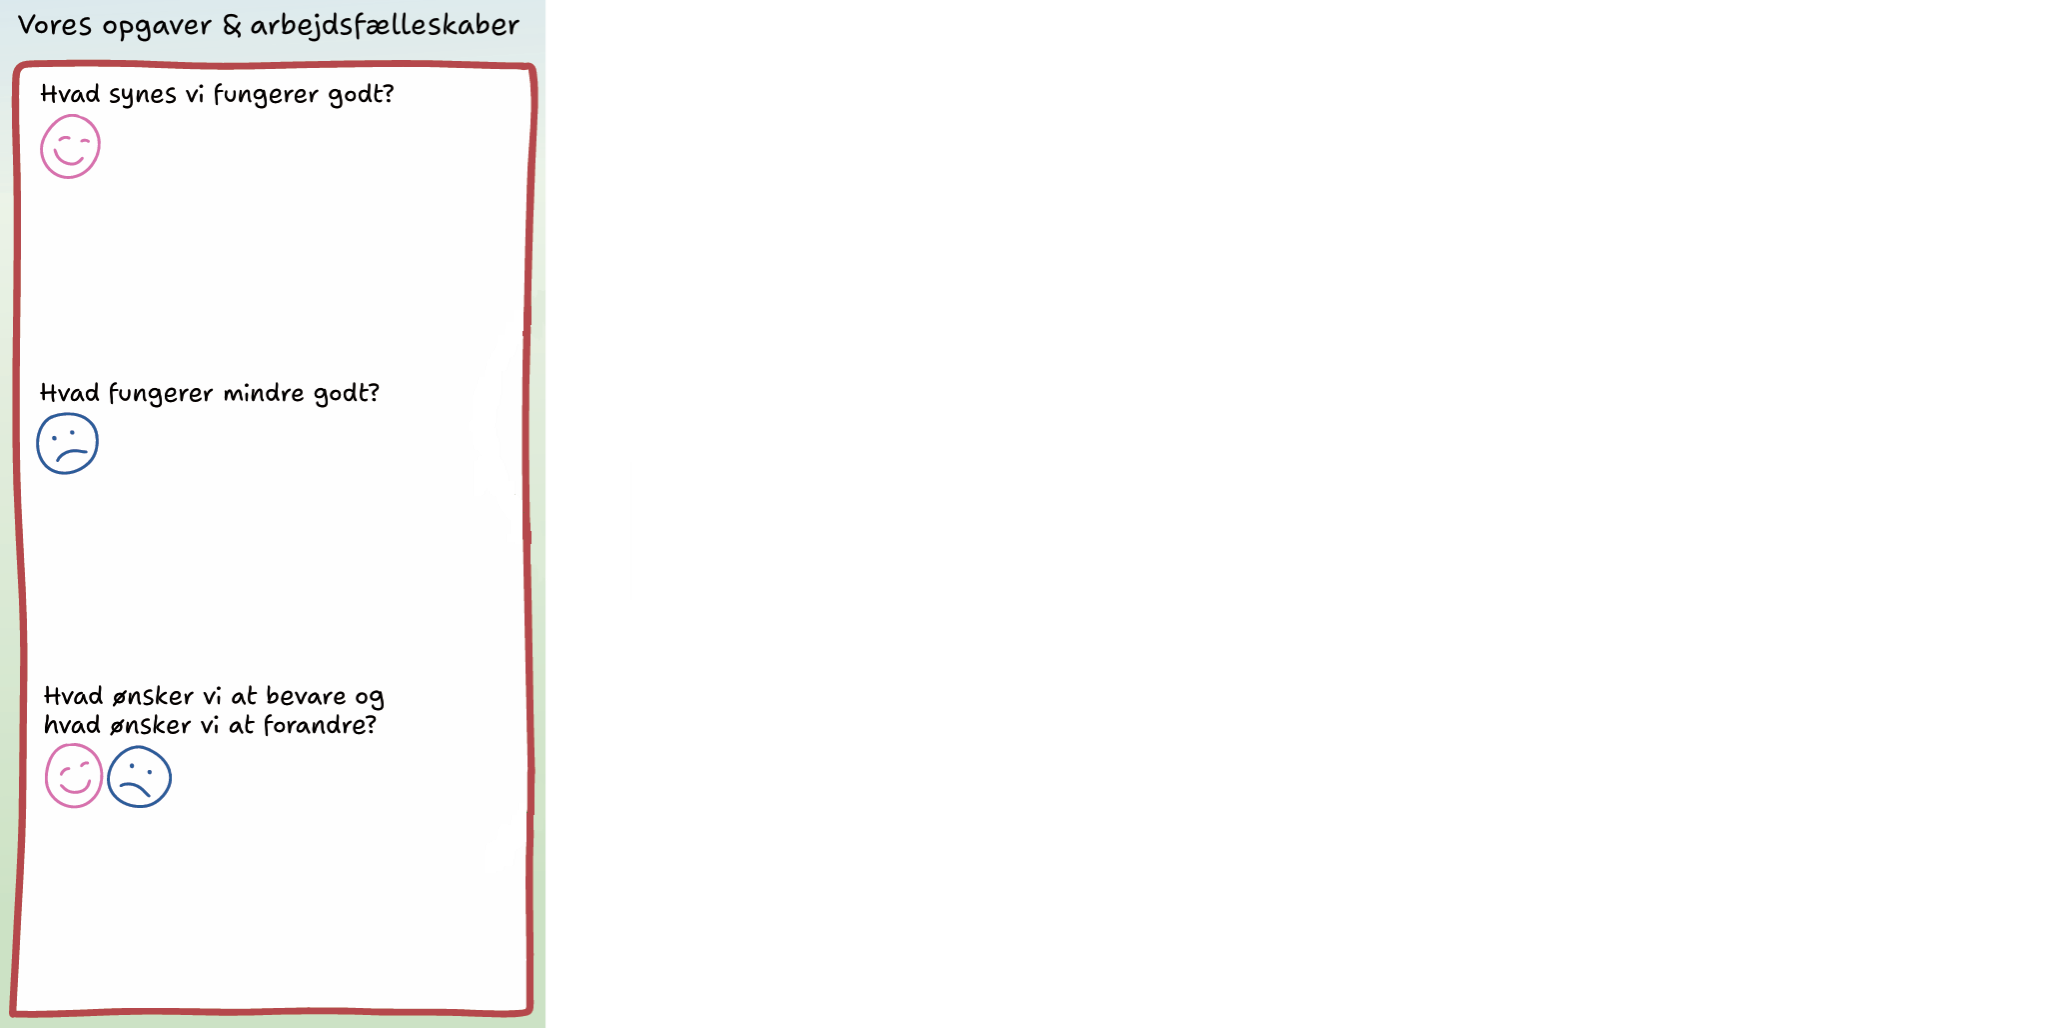 Vores opgaver & arbejdsfælleskaber
Hvad synes vi fungerer godt?
Hvad fungerer mindre godt?
Hvad ønsker vi at bevare og
hvad ønsker vi at forandre?